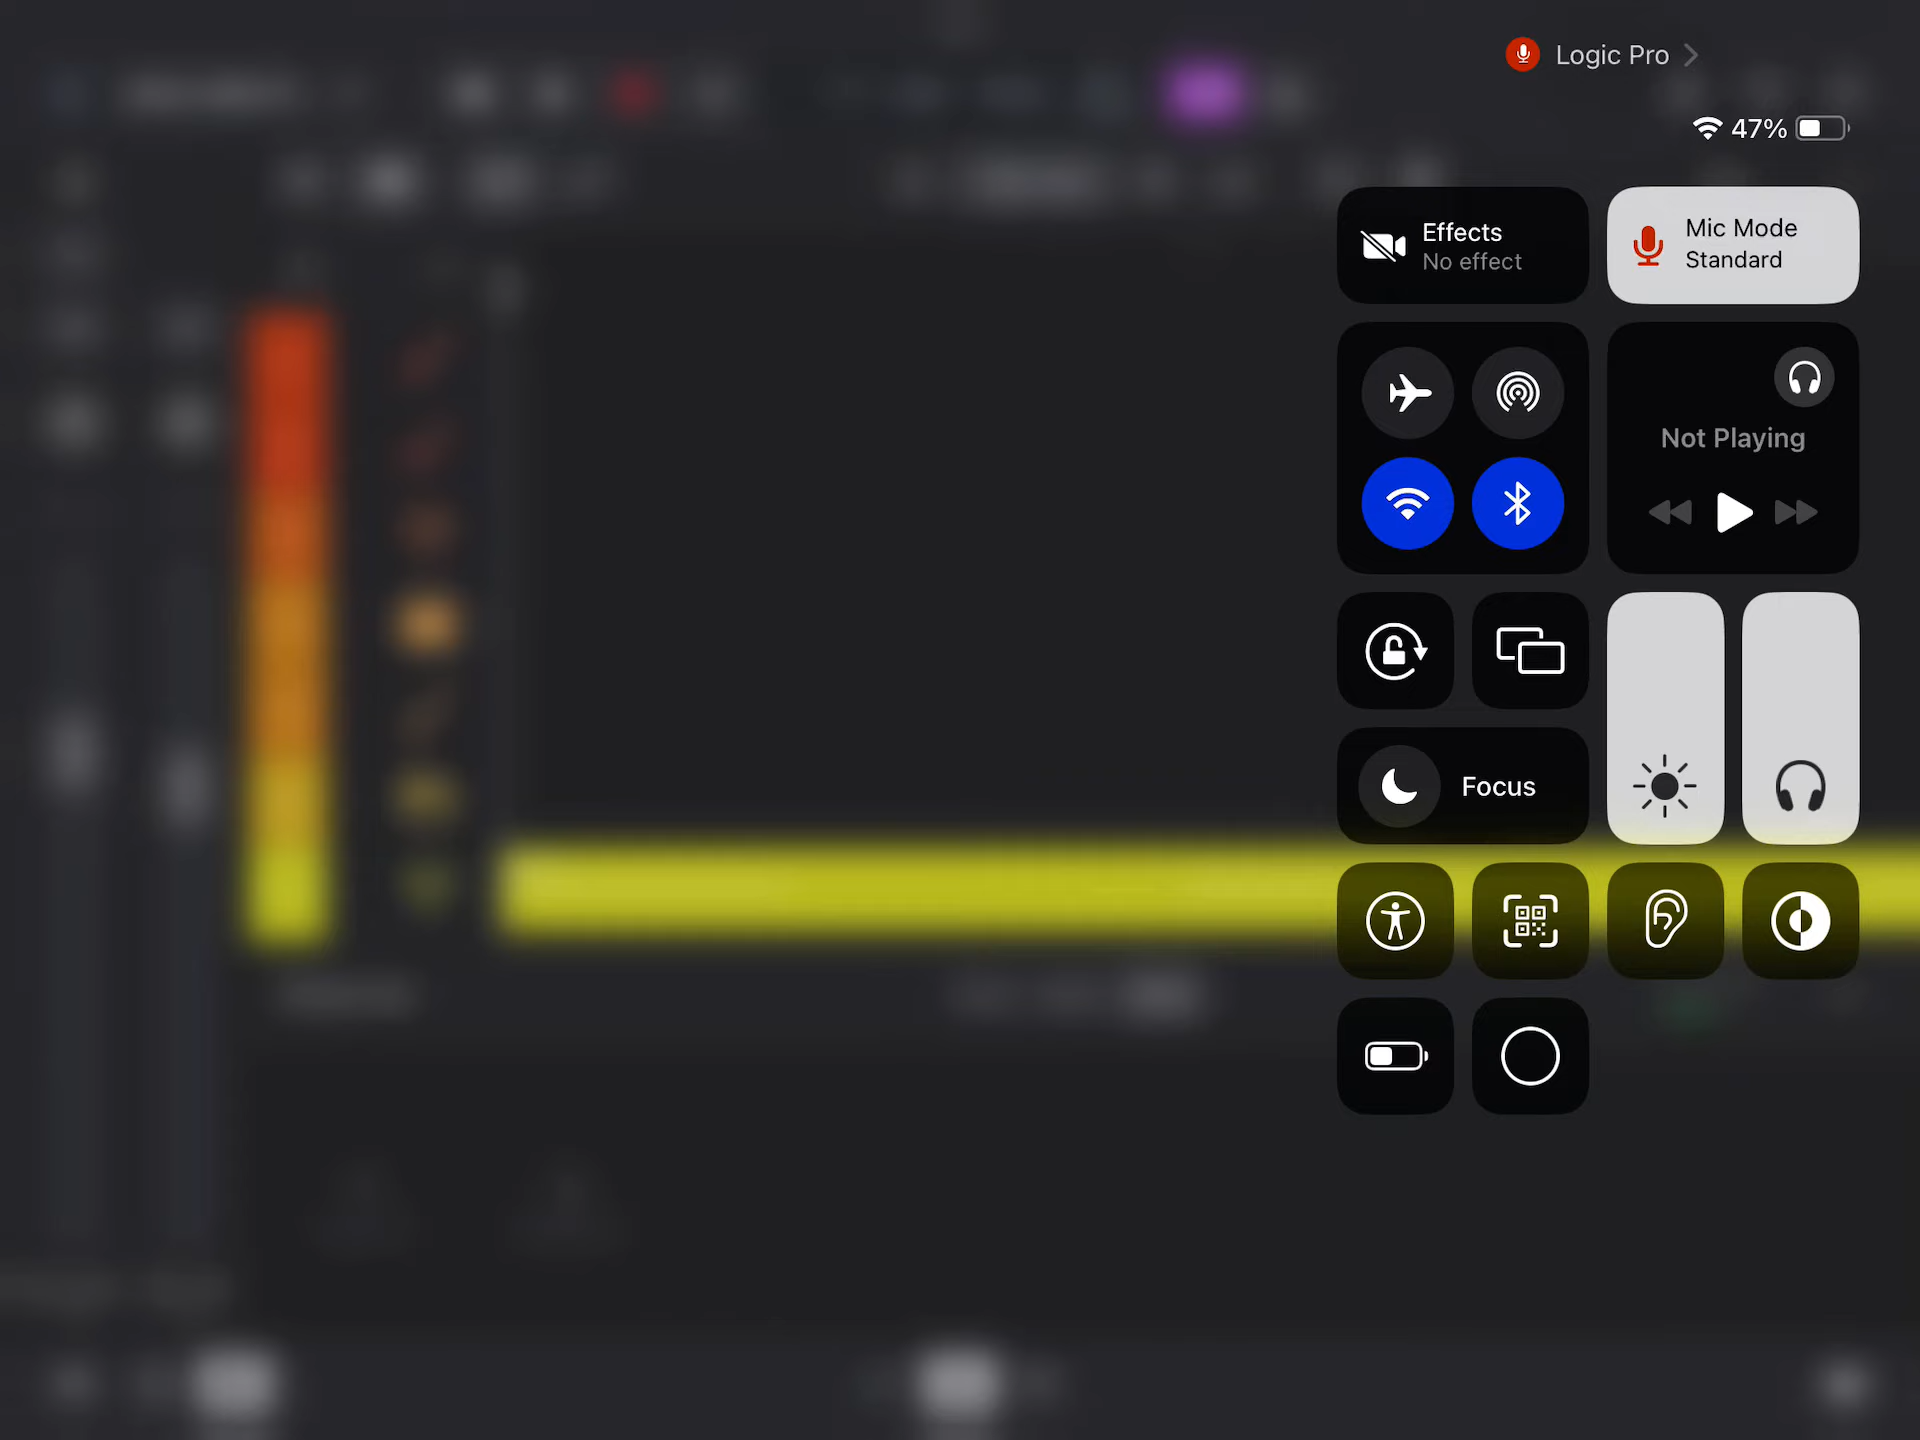 Logic Pro
47%
Effects
No effect
Mic Mode
Standard
Not Playing
Focus